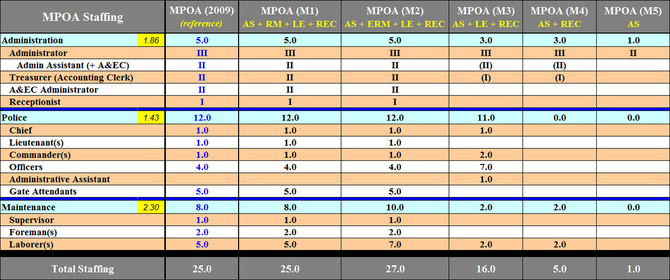 MPOA Staffing MPOA (2009) MPOA (M1) MPOA (M2) MPOA (M3) MPOA (M4) MPOA (M5)
(reference) AS + RM + LE + REC AS + ERM + LE + REC AS + LE + REC AS + REC AS
Administration 1.86 5.0 5.0 5.0 3.0 3.0 1.0
Administrator III III III III III II
Admin Assistant (+ A&EC) II II II (II) (II)
Treasurer (Accounting Clerk) II II II (I) (I)
A&EC Administrator II II II
Receptionist I I I
Police 1.43 12.0 12.0 12.0 11.0 0.0 0.0
Chief 1.0 1.0 1.0 1.0
Lieutenant(s) 1.0 1.0 1.0
Commander(s) 1.0 1.0 1.0 2.0
Officers 4.0 4.0 4.0 7.0
Administrative Assistant 1.0
Gate Attendants 5.0 5.0 5.0
Maintenance 2.30 8.0 8.0 10.0 2.0 2.0 0.0
Supervisor 1.0 1.0 1.0
Foreman(s) 2.0 2.0 2.0
Laborer(s) 5.0 5.0 7.0 2.0 2.0
Total Staffing 25.0 25.0 27.0 16.0 5.0 1.0